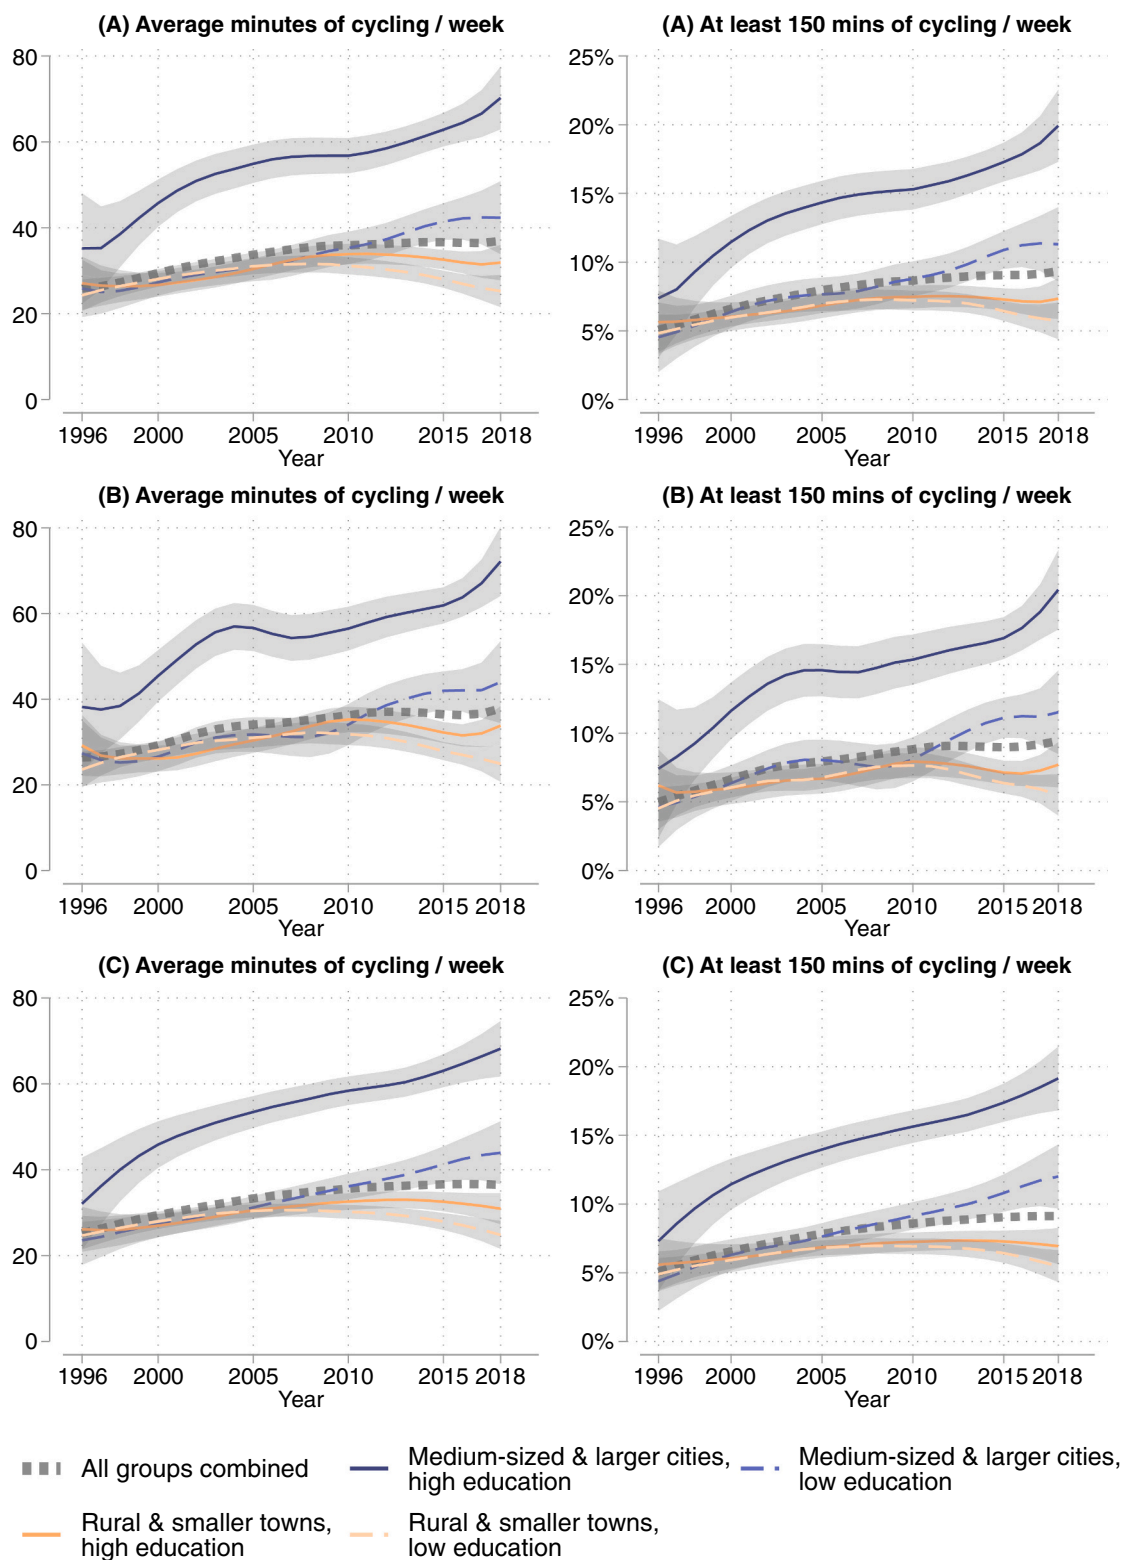 (A) Average minutes of cycling / week
80
60
40
20
0
1996 2000 2005 2010 2015 2018
Year
(A) At least 150 mins of cycling / week
25%
20%
15%
10%
5%
0%
1996 2000 2005 2010 2015 2018
Year
(B) Average minutes of cycling / week
80
60
40
20
0
1996 2000 2005 2010 2015 2018
Year
(B) At least 150 mins of cycling / week
25%
20%
15%
10%
5%
0%
1996 2000 2005 2010 2015 2018
Year
(C) Average minutes of cycling / week
80
60
40
20
0
1996 2000 2005 2010 2015 2018
Year
(C) At least 150 mins of cycling / week
25%
20%
15%
10%
5%
0%
1996 2000 2005 2010 2015 2018
Year
All groups combined
Medium-sized & larger cities,
high education
Medium-sized & larger cities,
low education
Rural & smaller towns,
high education
Rural & smaller towns,
low education